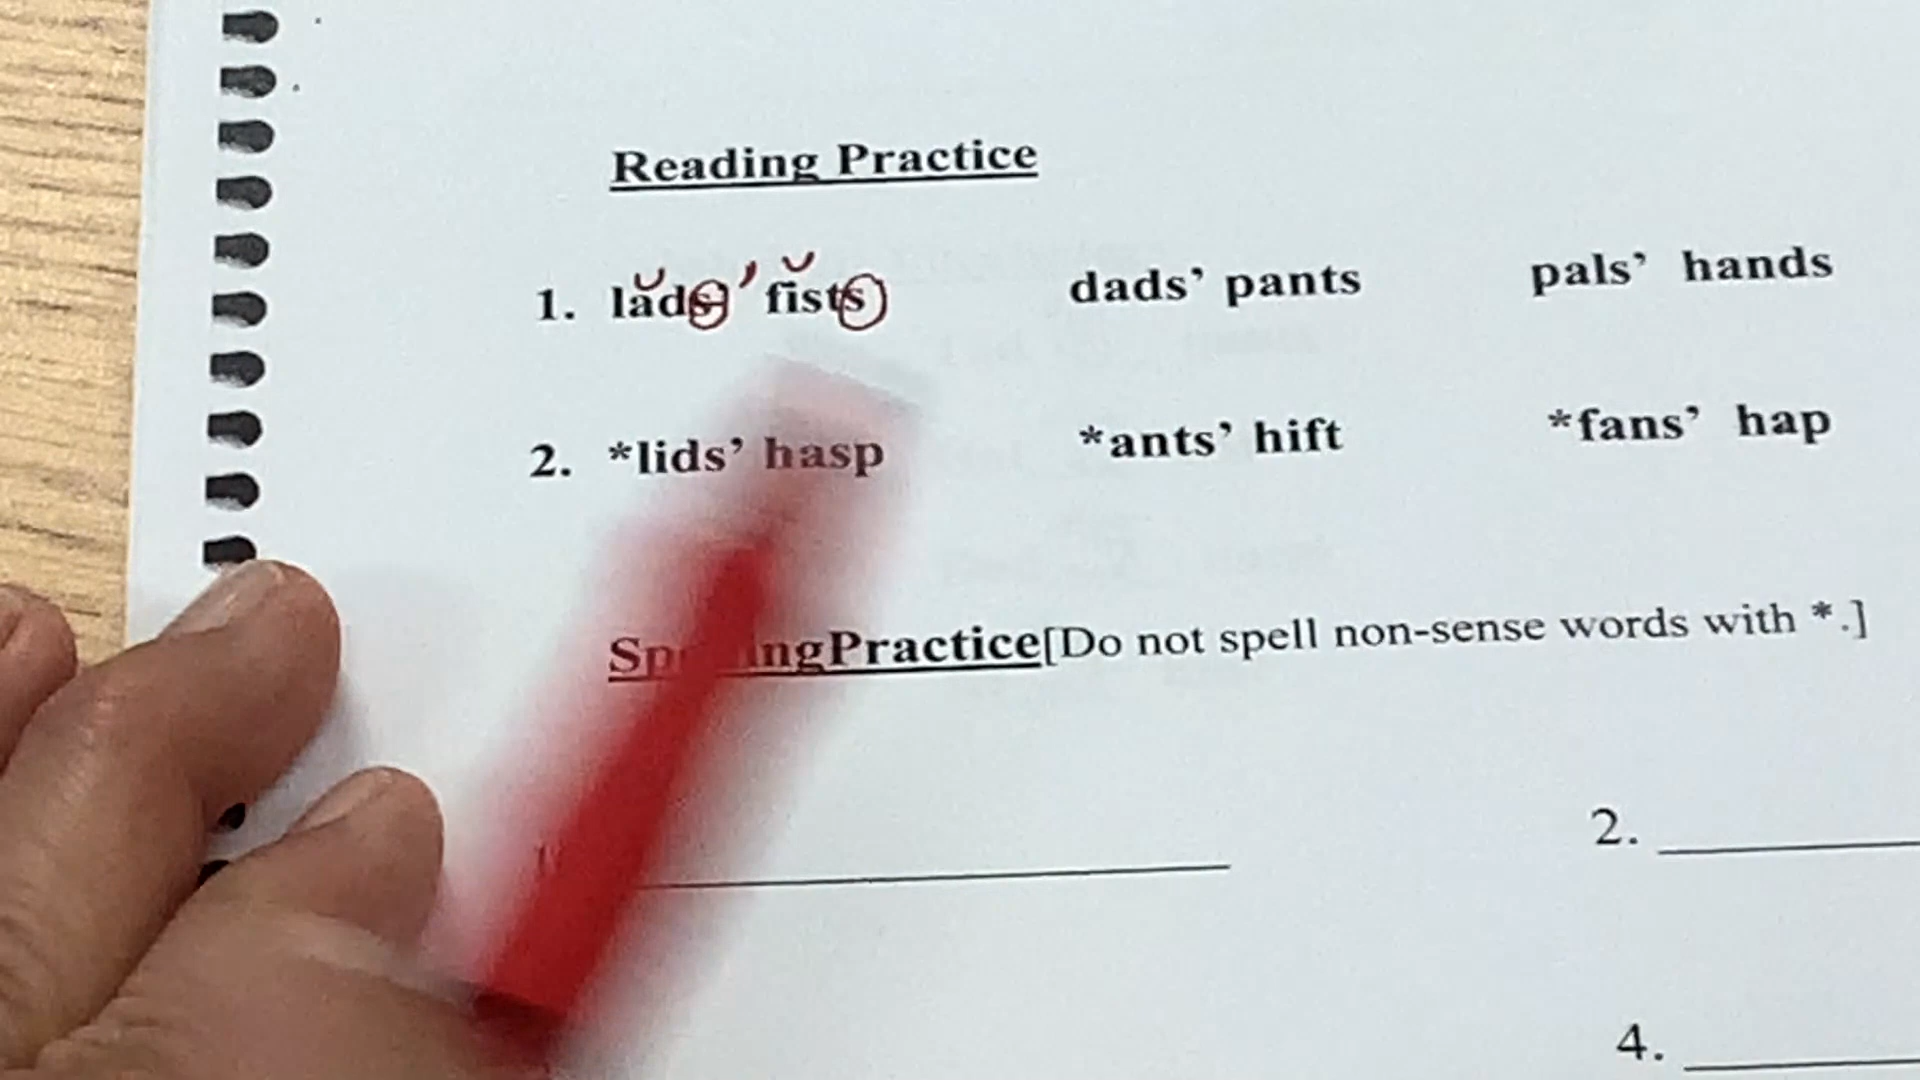 Reading Practice
1. lads' fists dads' pants pals' hands
2. *lids' hasp *ants' hift *fans' hap
Practice[Do not spell non-sense words with *.]
2.
4.